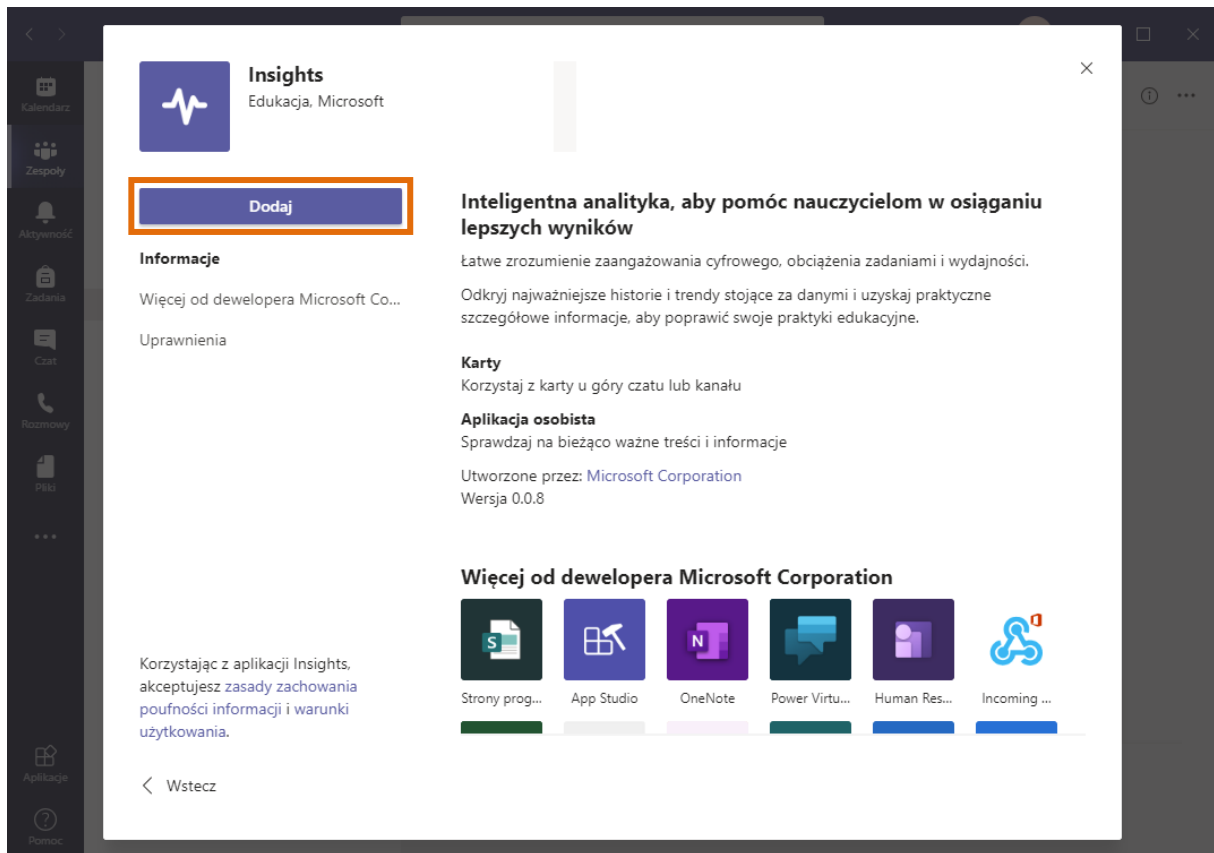 Kalendarz
Zespoły
Aktywność
Zadania
Czat
Rozmowy
Pliki
Aplikacje
Pomoc
Insights
Edukacja, Microsoft
Dodaj
Informacje
Więcej od dewelopera Microsoft Co...
Uprawnienia
Korzystając z aplikacji Insights,
akceptujesz zasady zachowania
poufności informacji i warunki
użytkowania.
Wstecz
Inteligentna analityka, aby pomóc nauczycielom w osiąganiu
lepszych wyników
Łatwe zrozumienie zaangażowania cyfrowego, obciążenia zadaniami i wydajności.
Odkryj najważniejsze historie i trendy stojące za danymi i uzyskaj praktyczne
szczegółowe informacje, aby poprawić swoje praktyki edukacyjne.
Karty
Korzystaj z karty u góry czatu lub kanału
Aplikacja osobista
Sprawdzaj na bieżąco ważne treści i informacje
Utworzone przez: Microsoft Corporation
Wersja 0.0.8
Więcej od dewelopera Microsoft Corporation
S
N
Strony prog...
App Studio
OneNote
Power Virtu...
Human Res...
Incoming ...